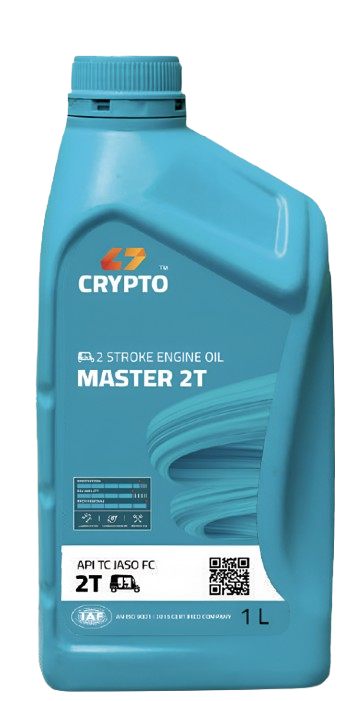 CRYPTO
TM
2 STROKE ENGINE OIL
MASTER 2T
API TC JASO FC
2T
IAF
AN ISO 9001 : 2015 CERTIFIED COMPANY
1 L